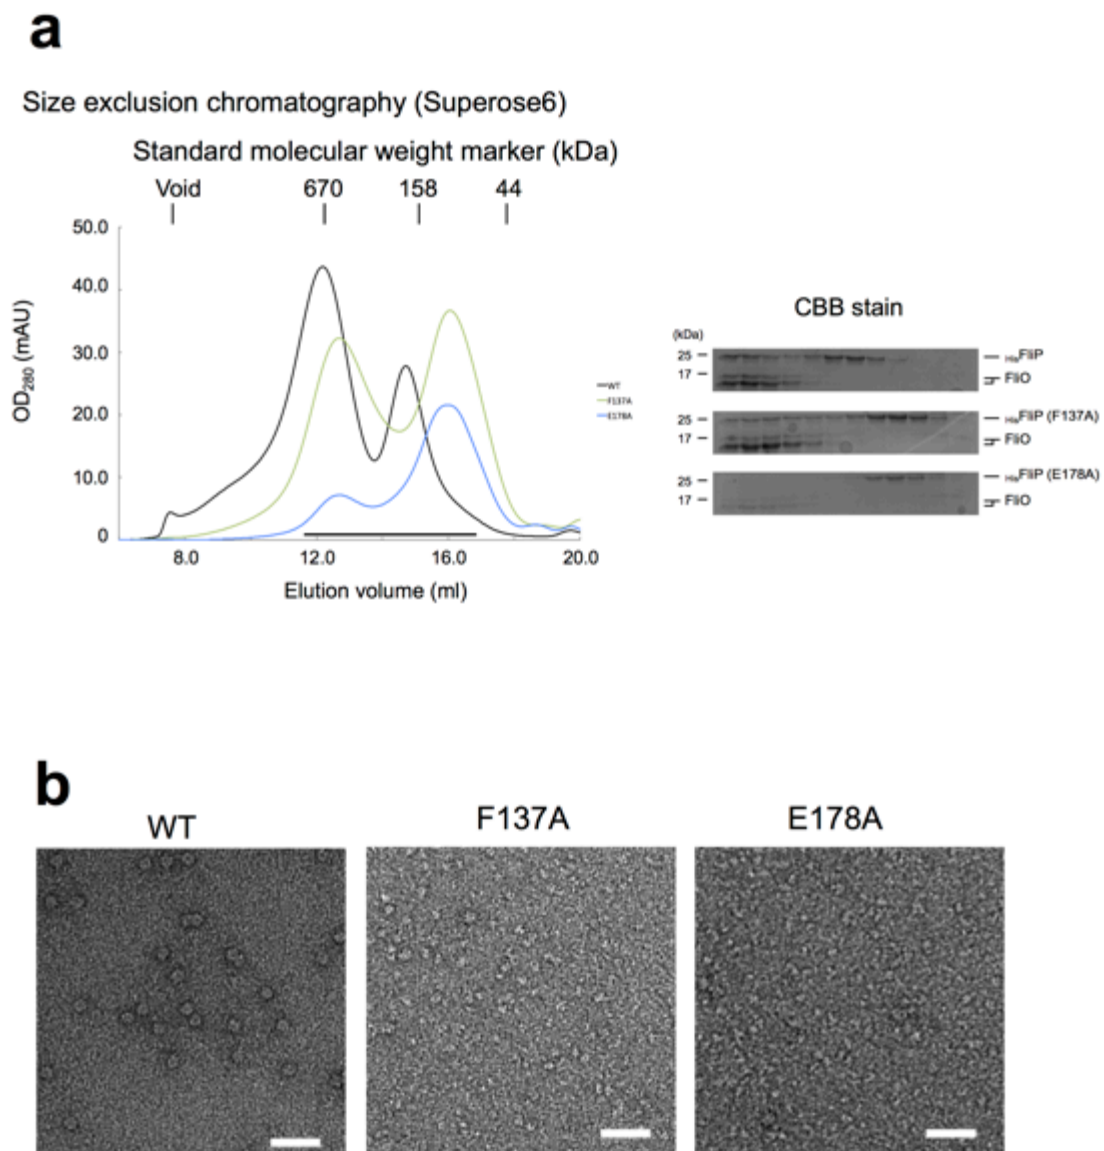 a
Size exclusion chromatography (Superose6)
Standard molecular weight marker (kDa)
Void 670 158 44
50.0
40.0
30.0
20.0
10.0
0
OD280 (mAU)
8.0 12.0 16.0 20.0
Elution volume (ml)
WT
F137A
E178A
CBB stain
(kDa)
25
17
HisFliP
FliO
25
17
HisFliP (F137A)
FliO
25
17
HisFliP (E178A)
FliO
b
WT
F137A
E178A